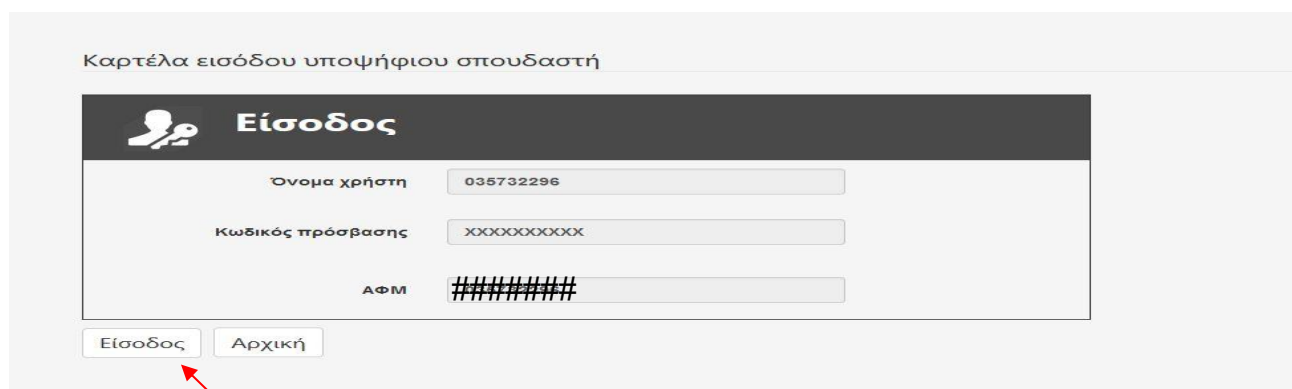 Καρτέλα εισόδου υποψήφιου σπουδαστή
Είσοδος
Όνομα χρήστη 035732296
Κωδικός πρόσβασης XXXXXXXXXX
ΑΦΜ #######
Είσοδος Αρχική